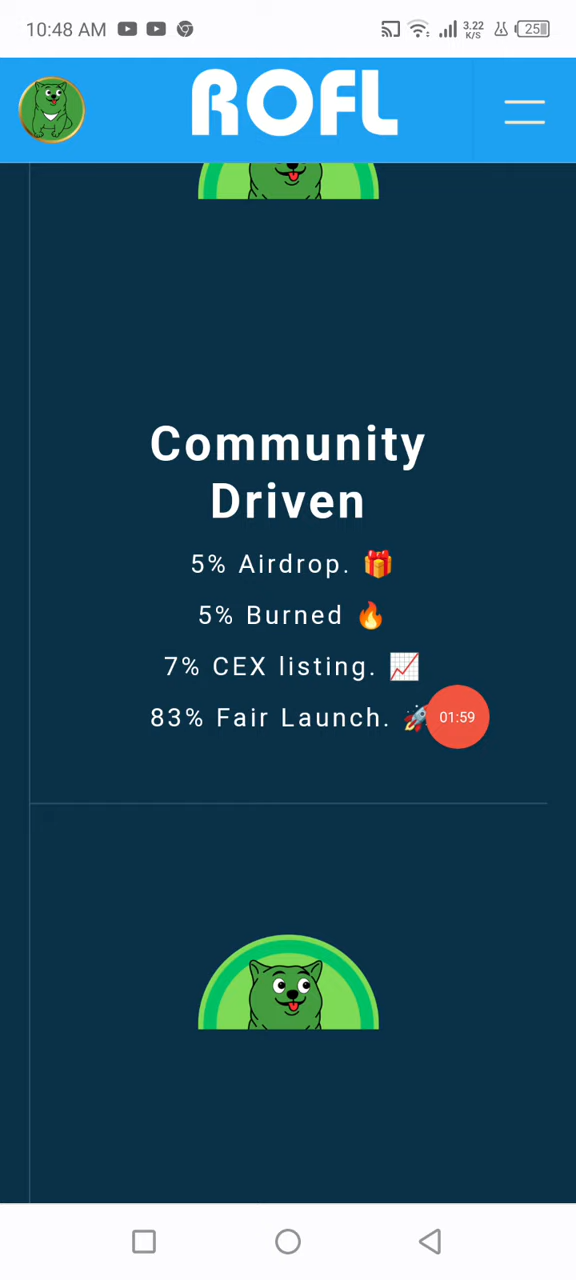 10:48 AM
3.22
K/S
25
ROFL
Community
Driven
5% Airdrop. 🎁
5% Burned 🔥
7% CEX listing. 📈
83% Fair Launch. 🚀
01:59